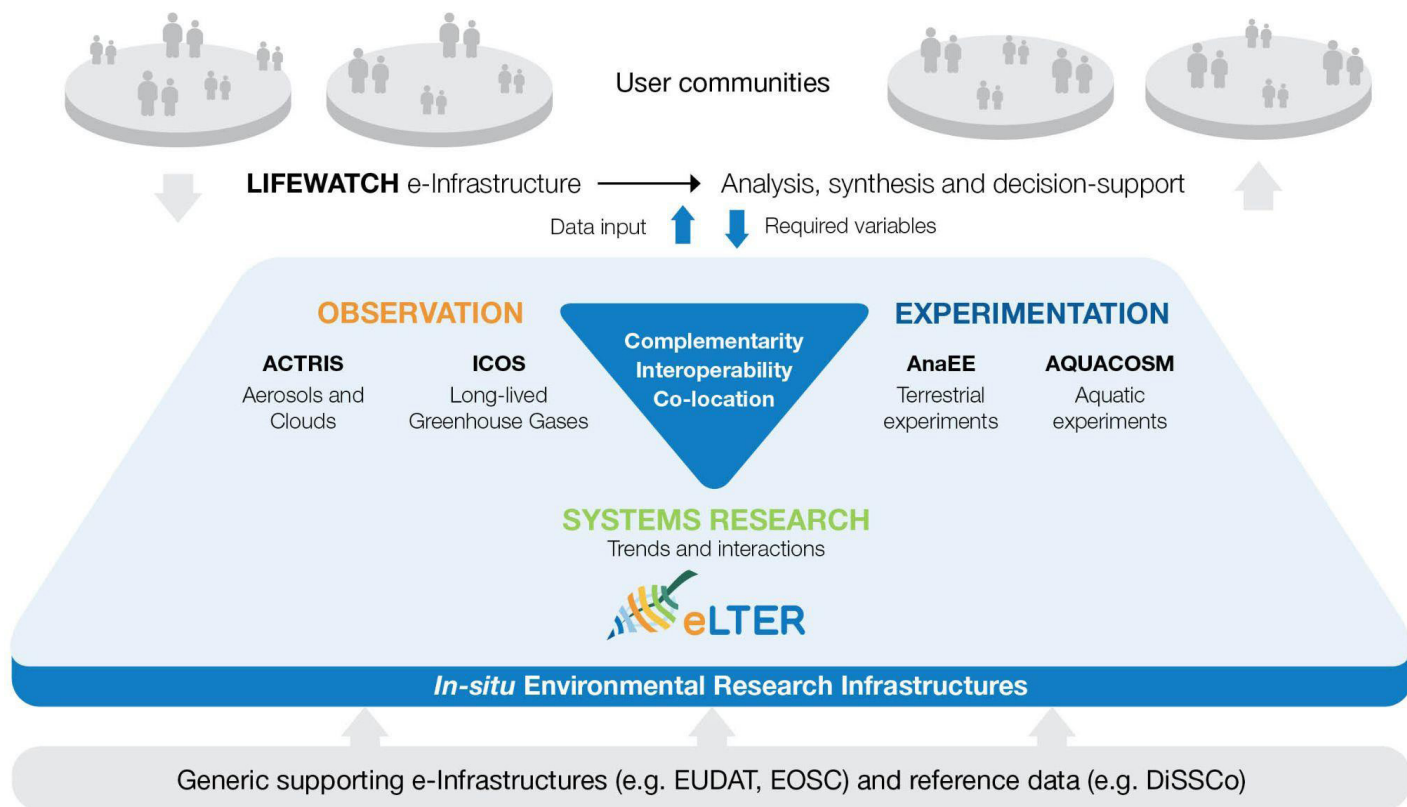 User communities
LIFEWATCH e-Infrastructure
Analysis, synthesis and decision-support
Data input
Required variables
OBSERVATION
EXPERIMENTATION
Complementarity
Interoperability
Co-location
ACTRIS
Aerosols and
Clouds
ICOS
Long-lived
Greenhouse Gases
AnaEE
Terrestrial
experiments
AQUACOSM
Aquatic
experiments
SYSTEMS RESEARCH
Trends and interactions
eLTER
In-situ Environmental Research Infrastructures
Generic supporting e-Infrastructures (e.g. EUDAT, EOSC) and reference data (e.g. DiSSCo)